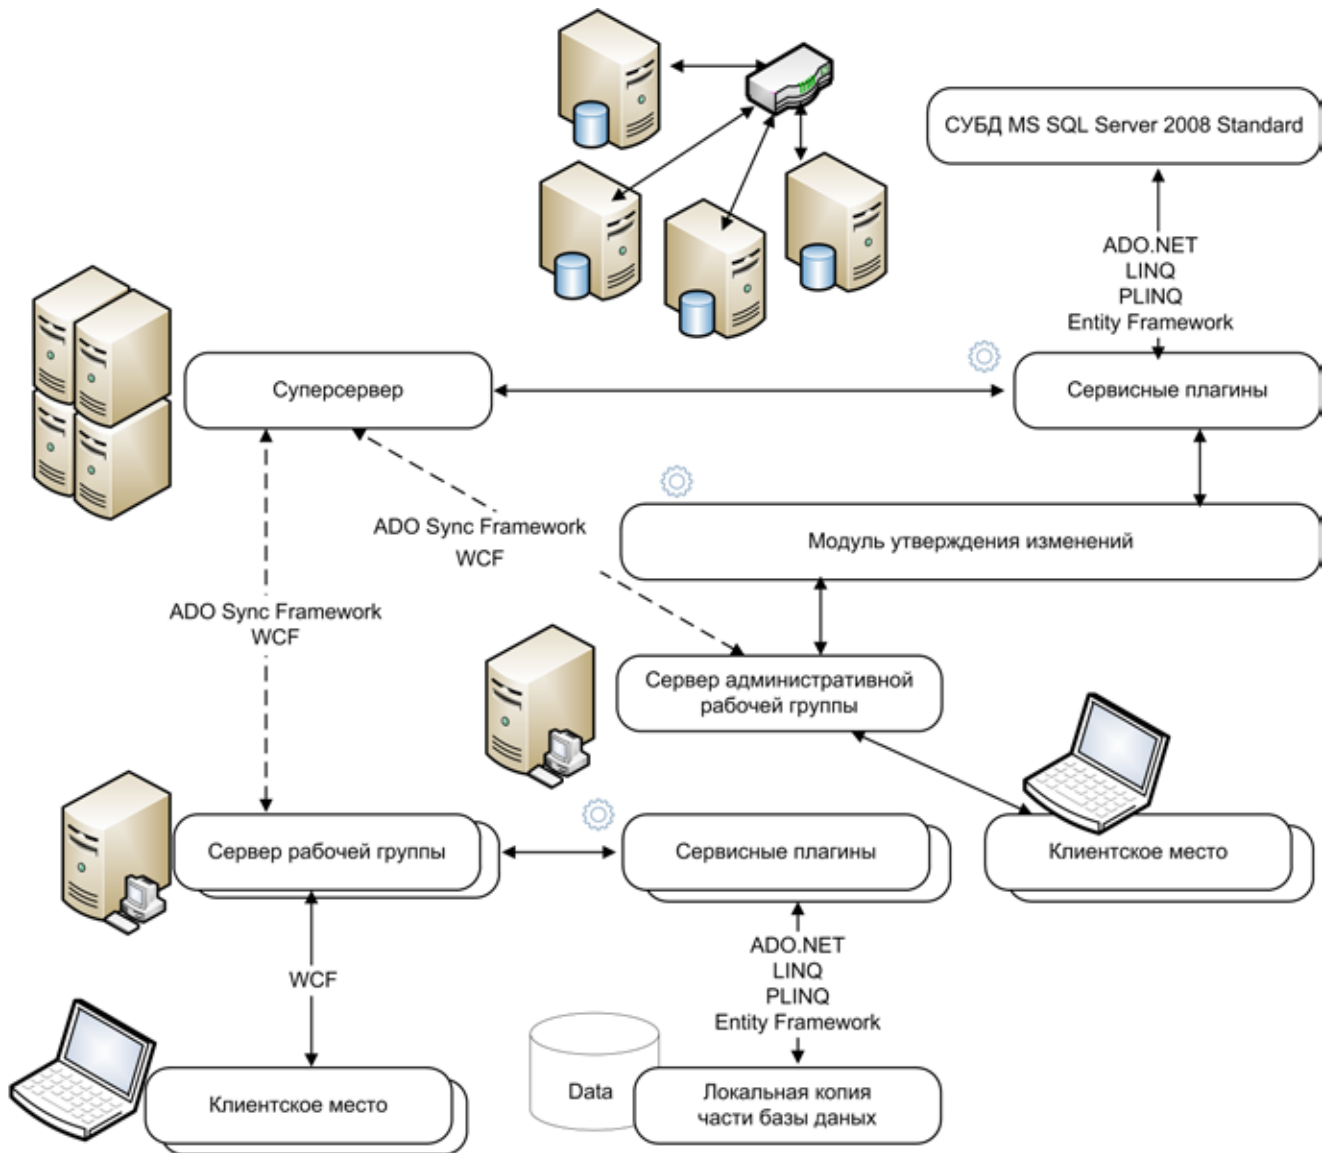 СУБД MS SQL Server 2008 Standard
ADO.NET
LINQ
PLINQ
Entity Framework
Суперсервер
Сервисные плагины
ADO Sync Framework
WCF
Модуль утверждения изменений
ADO Sync Framework
WCF
Сервер административной
рабочей группы
Сервер рабочей группы
Сервисные плагины
Клиентское место
WCF
ADO.NET
LINQ
PLINQ
Entity Framework
Data
Локальная копия
части базы даных
Клиентское место